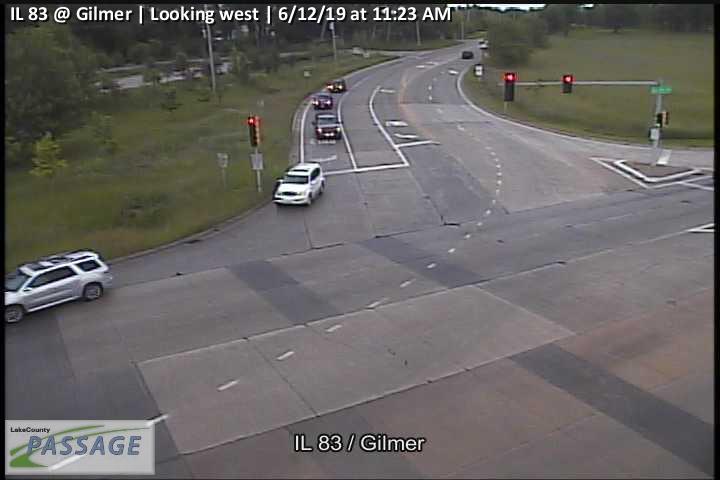 IL 83 @ Gilmer | Looking west | 6/12/19 at 11:23 AM
LakeCounty
PASSAGE
IL 83 / Gilmer